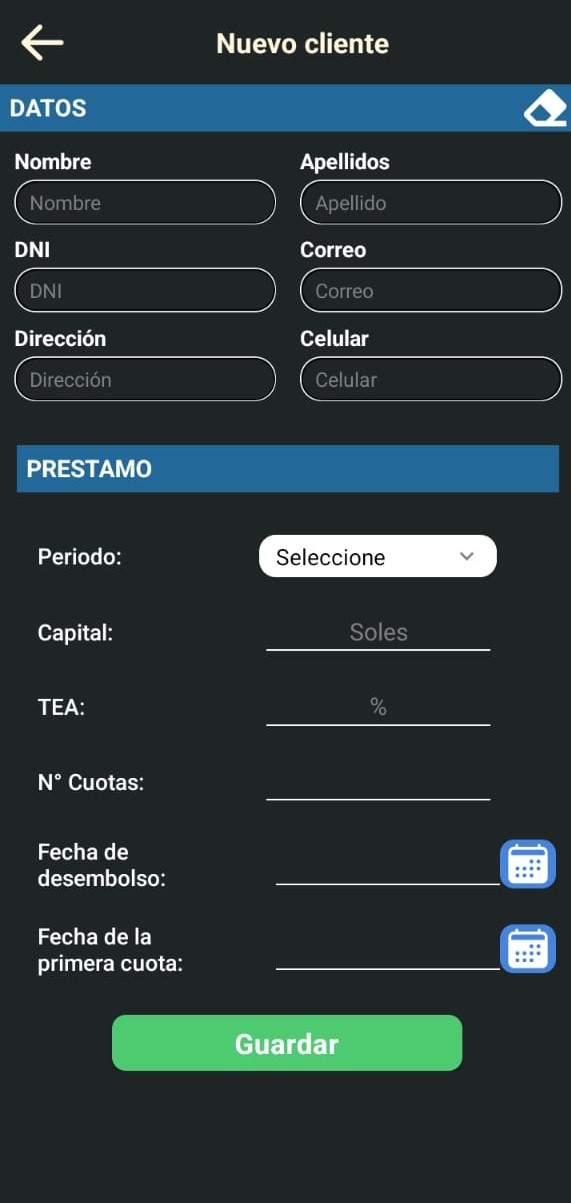 Nuevo cliente
DATOS
Nombre
Apellidos
Nombre
Apellido
DNI
Correo
DNI
Correo
Dirección
Celular
Dirección
Celular
PRESTAMO
Periodo:
Seleccione
Capital:
Soles
TEA:
%
N° Cuotas:
Fecha de
desembolso:
Fecha de la
primera cuota:
Guardar